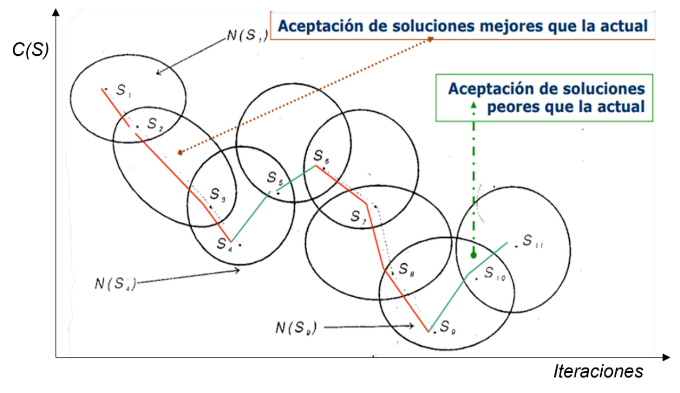 Aceptación de soluciones mejores que la actual
N(S₁)
C(S)
Aceptación de soluciones
peores que la actual
S₁
S₂
S₆
S₅
S₃
S₇
S₄
S₁₁
S₈
S₁₀
N(S₄)
N(S₉)
S₉
Iteraciones